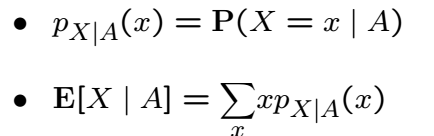 • p_{X|A}(x) = P(X = x | A)
• E[X | A] = ∑_x x p_{X|A}(x)